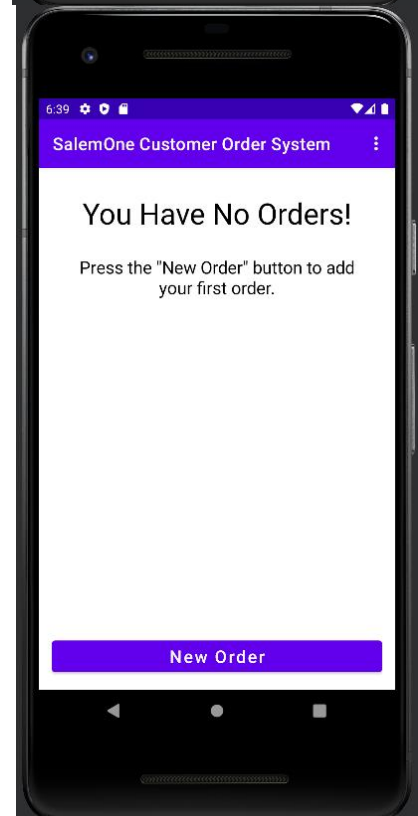 6:39
SalemOne Customer Order System
You Have No Orders!
Press the "New Order" button to add
your first order.
New Order